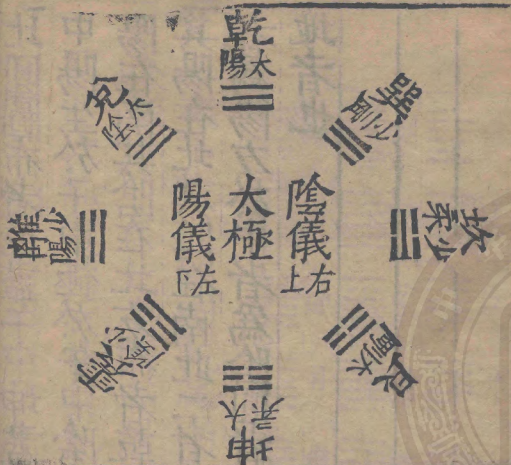 乾
太陽
兌
太陰
離
少陽
震
少陰
巽
少剛
坎
少柔
艮
太剛
坤
太柔
陰儀
右上
太極
陽儀
左下